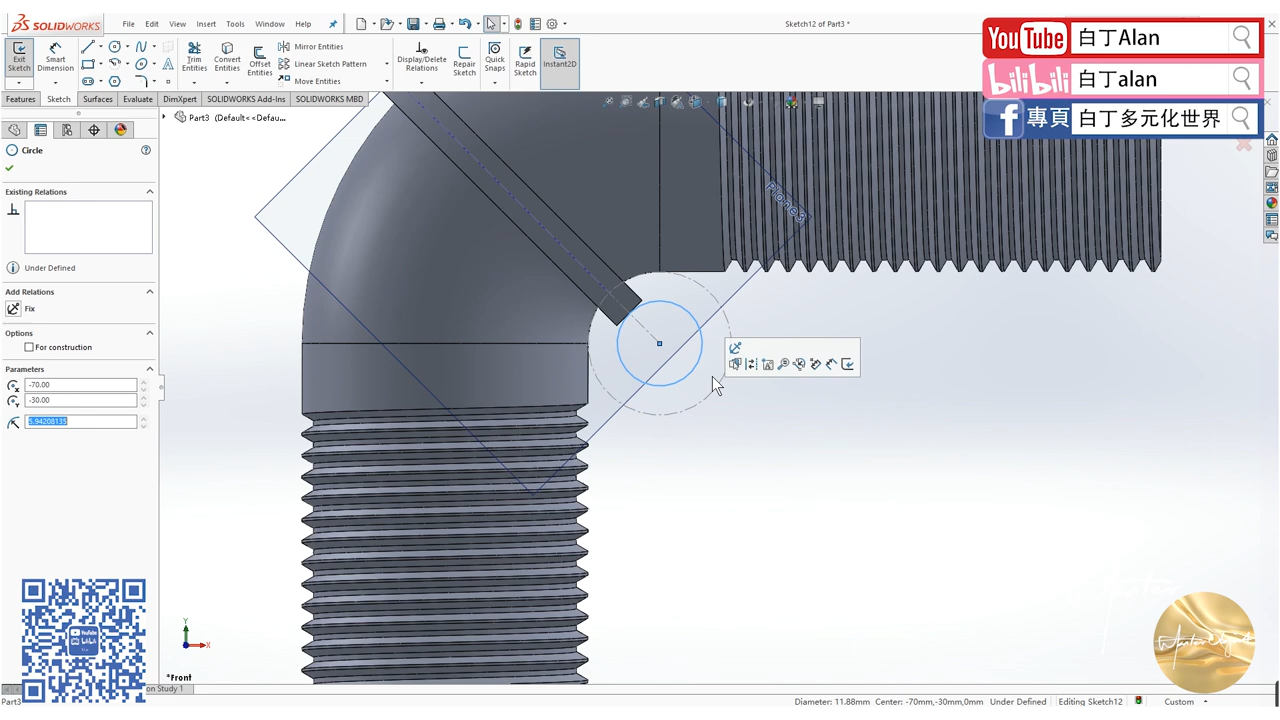 SOLIDWORKS
File Edit View Insert Tools Window Help
Sketch12 of Part3 *
Exit Sketch
Smart Dimension
Trim Entities
Convert Entities
Offset Entities
Mirror Entities
Linear Sketch Pattern
Move Entities
Display/Delete Relations
Repair Sketch
Quick Snaps
Rapid Sketch
Instant2D
YouTube 白丁Alan
bilibili 白丁alan
f 專頁 白丁多元化世界
Features Sketch Surfaces Evaluate DimXpert SOLIDWORKS Add-Ins SOLIDWORKS MBD
Part3 (Default< <Defau...
Circle
Existing Relations
Under Defined
Add Relations
Fix
Options
For construction
Parameters
-70.00
-30.00
5.94208135
Plane3
Y
X
*Front
on Study 1
Part3
Diameter: 11.88mm Center: -70mm,-30mm,0mm Under Defined Editing Sketch12 Custom